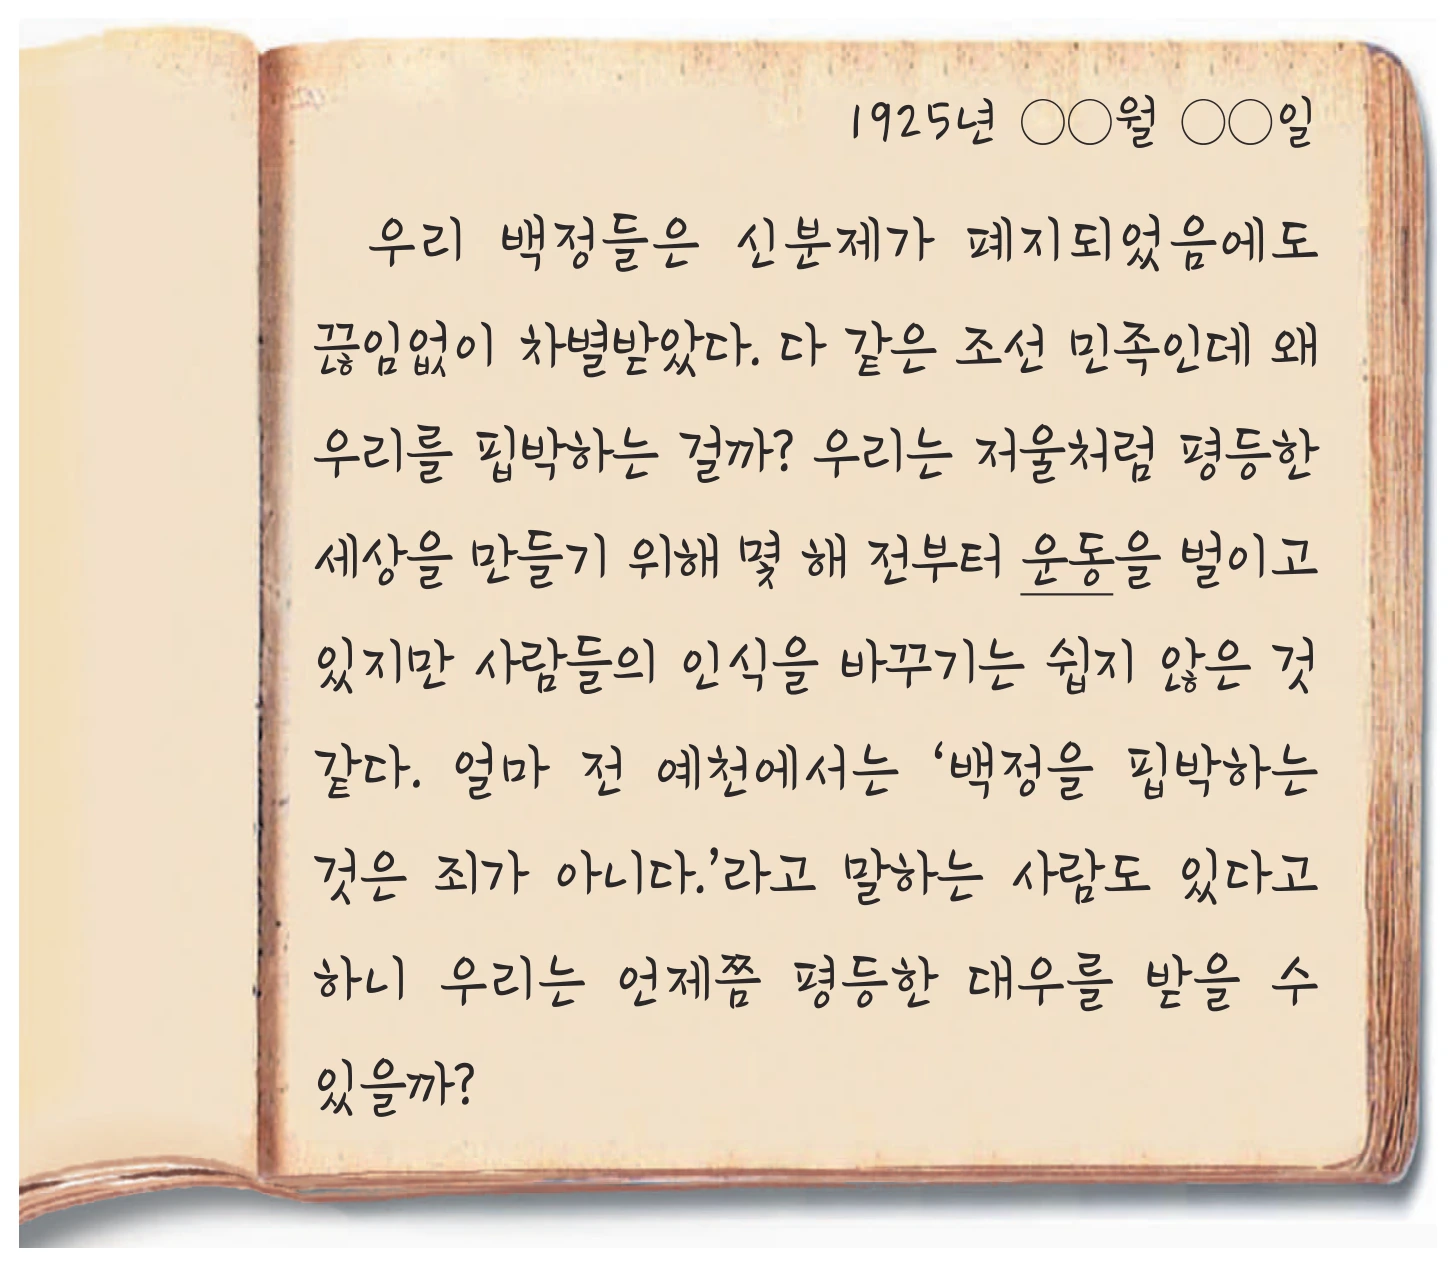 1925년 ○○월 ○○일
우리 백정들은 신분제가 폐지되었음에도
끊임없이 차별받았다. 다 같은 조선 민족인데 왜
우리를 핍박하는 걸까? 우리는 저울처럼 평등한
세상을 만들기 위해 몇 해 전부터 운동을 벌이고
있지만 사람들의 인식을 바꾸기는 쉽지 않은 것
같다. 얼마 전 예천에서는 ‘백정을 핍박하는
것은 죄가 아니다.’라고 말하는 사람도 있다고
하니 우리는 언제쯤 평등한 대우를 받을 수
있을까?